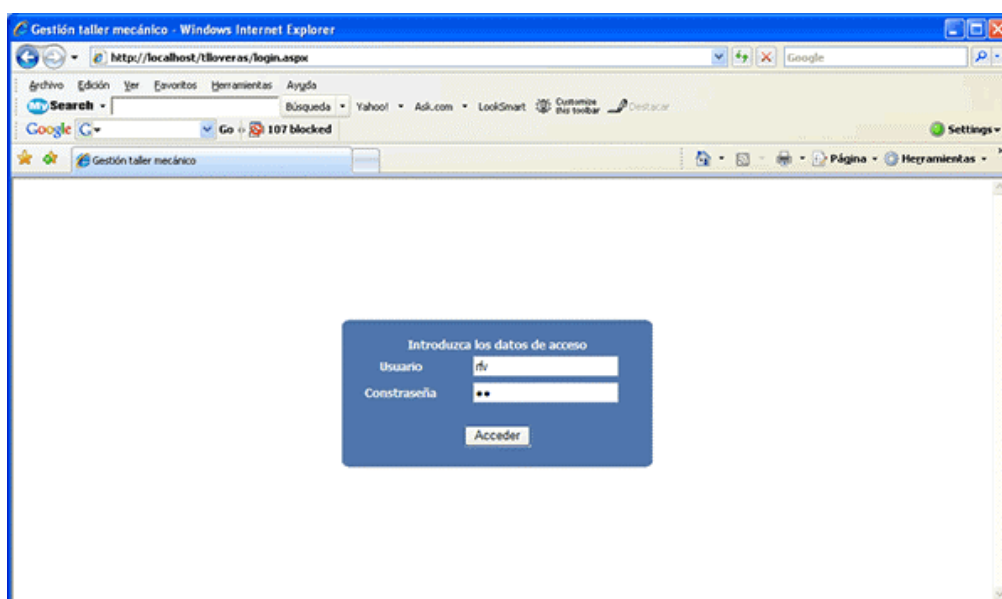 Gestión taller mecánico - Windows Internet Explorer
http://localhost/tlloveras/login.aspx Google
Archivo Edición Ver Favoritos Herramientas Ayuda
My Search Búsqueda Yahoo! Ask.com LookSmart Customize this toolbar Destacar
Google G Go 107 blocked Settings
Gestión taller mecánico Página Herramientas
Introduzca los datos de acceso
Usuario rfv
Constraseña
Acceder